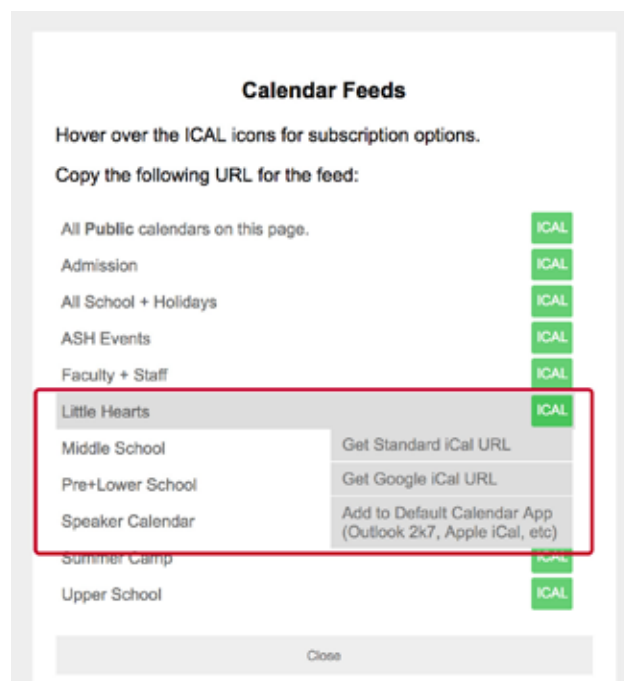 Calendar Feeds
Hover over the ICAL icons for subscription options.
Copy the following URL for the feed:
All Public calendars on this page. ICAL
Admission ICAL
All School + Holidays ICAL
ASH Events ICAL
Faculty + Staff ICAL
Little Hearts ICAL
Middle School Get Standard iCal URL
Pre+Lower School Get Google iCal URL
Speaker Calendar Add to Default Calendar App
(Outlook 2k7, Apple iCal, etc)
Summer Camp ICAL
Upper School ICAL
Close